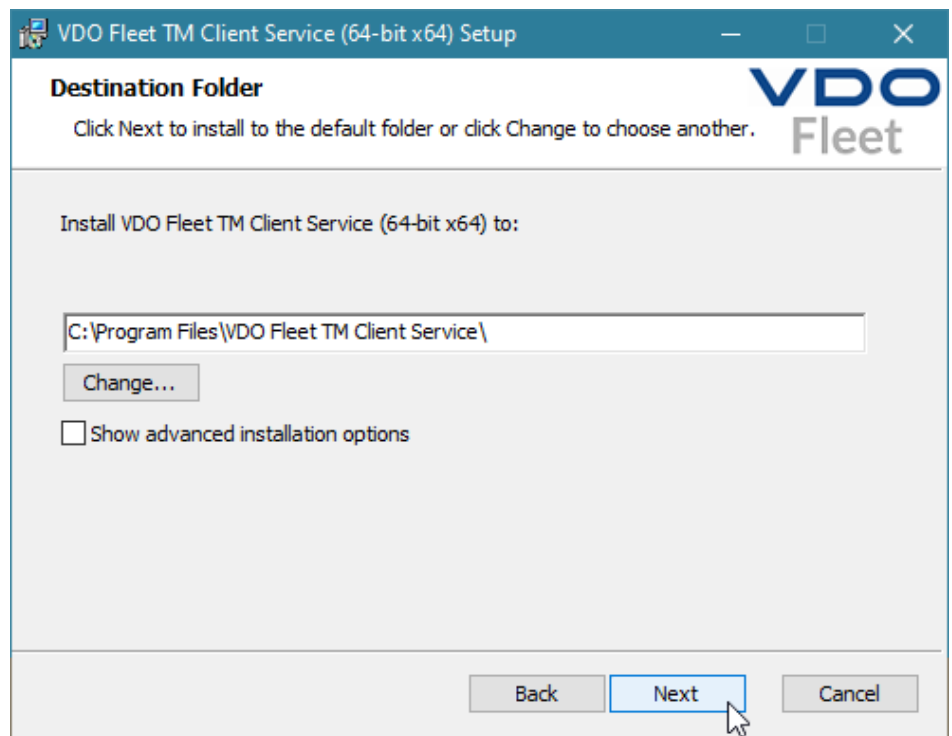 VDO Fleet TM Client Service (64-bit x64) Setup
Destination Folder
Click Next to install to the default folder or click Change to choose another.
VDO
Fleet
Install VDO Fleet TM Client Service (64-bit x64) to:
C:\Program Files\VDO Fleet TM Client Service\
Change...
Show advanced installation options
Back
Next
Cancel